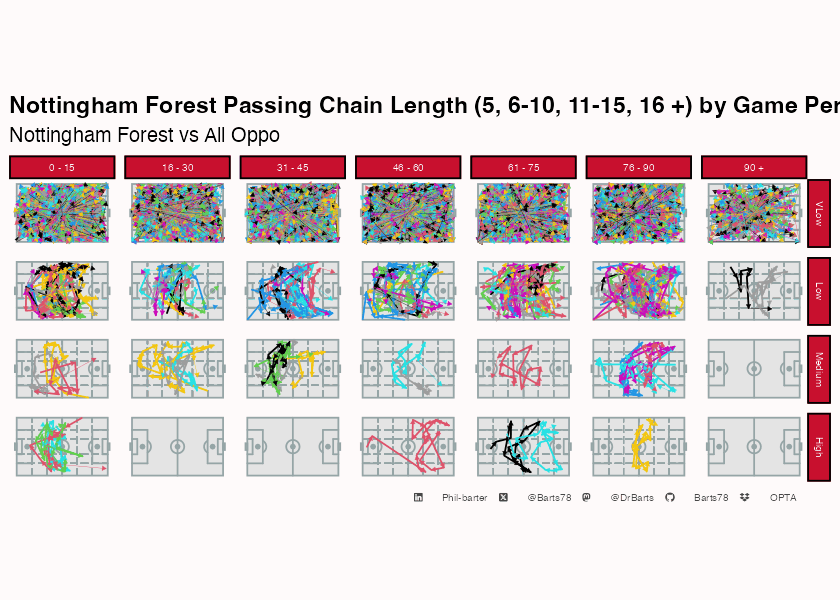 Nottingham Forest Passing Chain Length (5, 6-10, 11-15, 16 +) by Game Per
Nottingham Forest vs All Oppo
0 - 15 16 - 30 31 - 45 46 - 60 61 - 75 76 - 90 90 +
VLow
Low
Medium
High
Phil-barter @Barts78 @DrBarts Barts78 OPTA